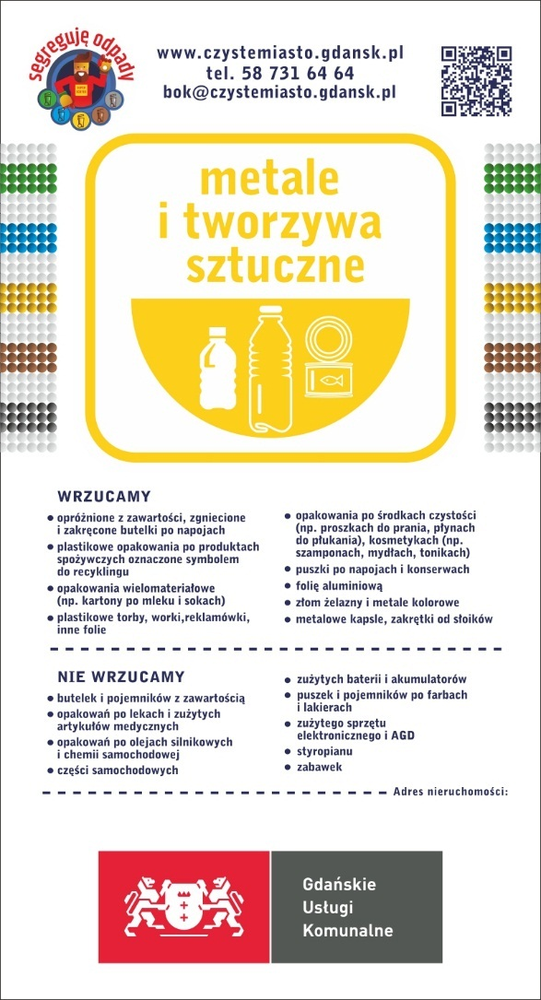 segreguję odpady
www.czystemiasto.gdansk.pl
tel. 58 731 64 64
bok@czystemiasto.gdansk.pl
metale
i tworzywa
sztuczne
WRZUCAMY
• opróżnione z zawartości, zgniecione
i zakręcone butelki po napojach
• plastikowe opakowania po produktach
spożywczych oznaczone symbolem
do recyklingu
• opakowania wielomateriałowe
(np. kartony po mleku i sokach)
• plastikowe torby, worki,reklamówki,
inne folie
• opakowania po środkach czystości
(np. proszkach do prania, płynach
do płukania), kosmetykach (np.
szamponach, mydłach, tonikach)
• puszki po napojach i konserwach
• folię aluminiową
• złom żelazny i metale kolorowe
• metalowe kapsle, zakrętki od słoików
NIE WRZUCAMY
• butelek i pojemników z zawartością
• opakowań po lekach i zużytych
artykułów medycznych
• opakowań po olejach silnikowych
i chemii samochodowej
• części samochodowych
• zużytych baterii i akumulatorów
• puszek i pojemników po farbach
i lakierach
• zużytego sprzętu
elektronicznego i AGD
• styropianu
• zabawek
Adres nieruchomości:
Gdańskie
Usługi
Komunalne